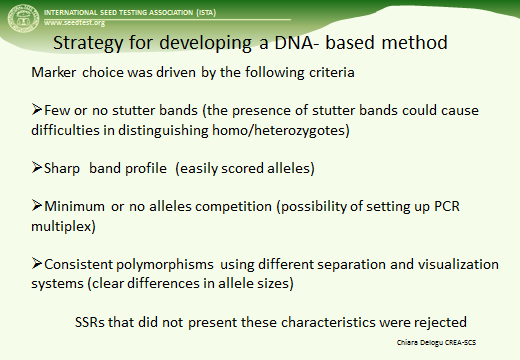 INTERNATIONAL SEED TESTING ASSOCIATION (ISTA)
www.seedtest.org
Strategy for developing a DNA- based method
Marker choice was driven by the following criteria
➢Few or no stutter bands (the presence of stutter bands could cause
difficulties in distinguishing homo/heterozygotes)
➢Sharp band profile (easily scored alleles)
➢Minimum or no alleles competition (possibility of setting up PCR
multiplex)
➢Consistent polymorphisms using different separation and visualization
systems (clear differences in allele sizes)
SSRs that did not present these characteristics were rejected
Chiara Delogu CREA-SCS